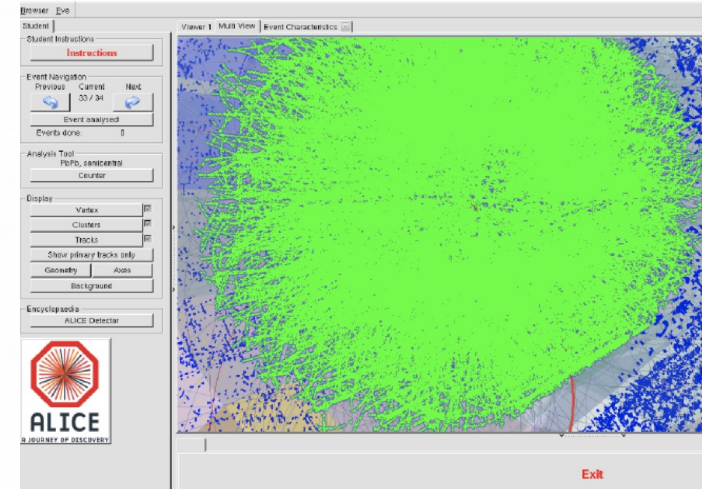 Browser Eve
Student
Viewer 1 Multi View Event Characteristics
Student Instructions
Instructions
Event Navigation
Previous Current Next
33 / 34
Event analysed
Events done: 0
Analysis Tool
PbPb, semicentral
Counter
Display
Vertex
Clusters
Tracks
Show primary tracks only
Geometry Axes
Background
Encyclopaedia
ALICE Detector
ALICE
A JOURNEY OF DISCOVERY
Exit